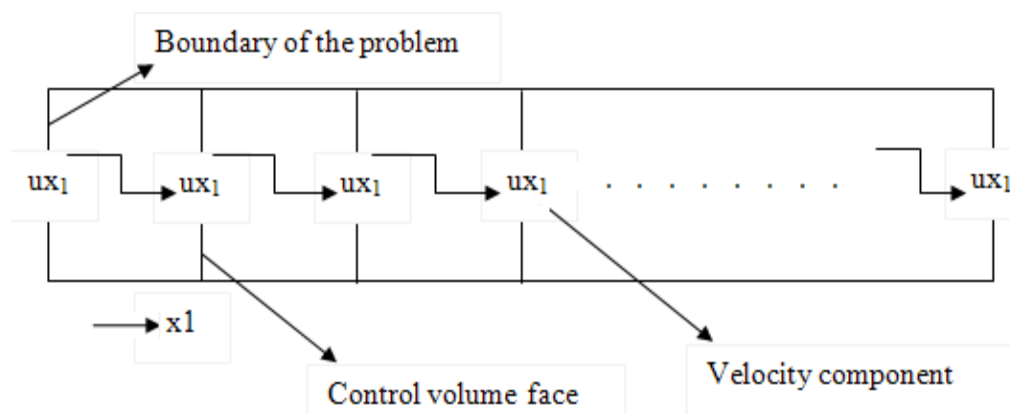 Boundary of the problem
ux₁ ux₁ ux₁ ux₁ . . . . . . . . ux₁
x1
Control volume face
Velocity component